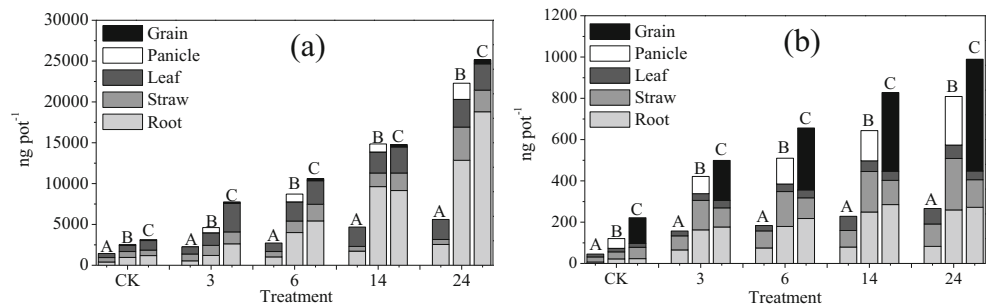 30000
25000
20000
15000
10000
5000
0
ng pot⁻¹
Grain
Panicle
Leaf
Straw
Root
(a)
A B C
A B C
A B C
A B C
A B C
CK 3 6 14 24
Treatment
1200
1000
800
600
400
200
0
ng pot⁻¹
Grain
Panicle
Leaf
Straw
Root
(b)
A B C
A B C
A B C
A B C
A B C
CK 3 6 14 24
Treatment